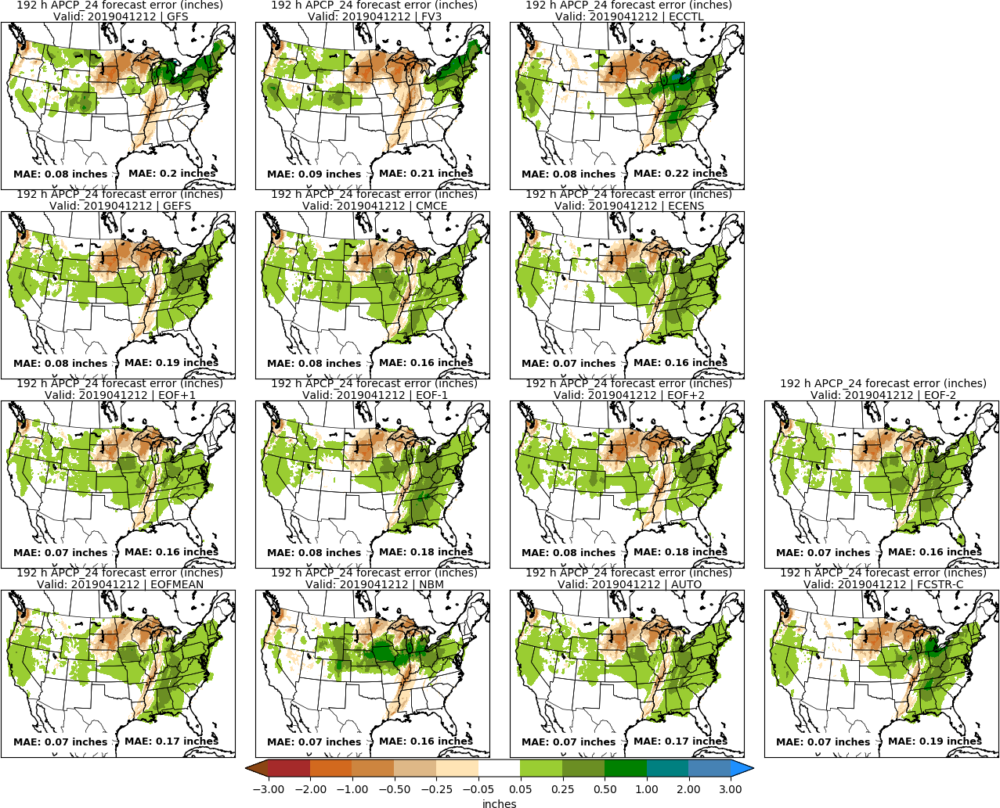 192 h APCP_24 forecast error (inches)
Valid: 2019041212 | GFS
MAE: 0.08 inches
MAE: 0.2 inches
192 h APCP_24 forecast error (inches)
Valid: 2019041212 | FV3
MAE: 0.09 inches
MAE: 0.21 inches
192 h APCP_24 forecast error (inches)
Valid: 2019041212 | ECCTL
MAE: 0.08 inches
MAE: 0.22 inches
192 h APCP_24 forecast error (inches)
Valid: 2019041212 | GEFS
MAE: 0.08 inches
MAE: 0.19 inches
192 h APCP_24 forecast error (inches)
Valid: 2019041212 | CMCE
MAE: 0.08 inches
MAE: 0.16 inches
192 h APCP_24 forecast error (inches)
Valid: 2019041212 | ECENS
MAE: 0.07 inches
MAE: 0.16 inches
192 h APCP_24 forecast error (inches)
Valid: 2019041212 | EOF+1
MAE: 0.07 inches
MAE: 0.16 inches
192 h APCP_24 forecast error (inches)
Valid: 2019041212 | EOF-1
MAE: 0.08 inches
MAE: 0.18 inches
192 h APCP_24 forecast error (inches)
Valid: 2019041212 | EOF+2
MAE: 0.08 inches
MAE: 0.18 inches
192 h APCP_24 forecast error (inches)
Valid: 2019041212 | EOF-2
MAE: 0.07 inches
MAE: 0.16 inches
192 h APCP_24 forecast error (inches)
Valid: 2019041212 | EOFMEAN
MAE: 0.07 inches
MAE: 0.17 inches
192 h APCP_24 forecast error (inches)
Valid: 2019041212 | NBM
MAE: 0.07 inches
MAE: 0.16 inches
192 h APCP_24 forecast error (inches)
Valid: 2019041212 | AUTO
MAE: 0.07 inches
MAE: 0.17 inches
192 h APCP_24 forecast error (inches)
Valid: 2019041212 | FCSTR-C
MAE: 0.07 inches
MAE: 0.19 inches
−3.00 −2.00 −1.00 −0.50 −0.25 −0.05 0.05 0.25 0.50 1.00 2.00 3.00
inches